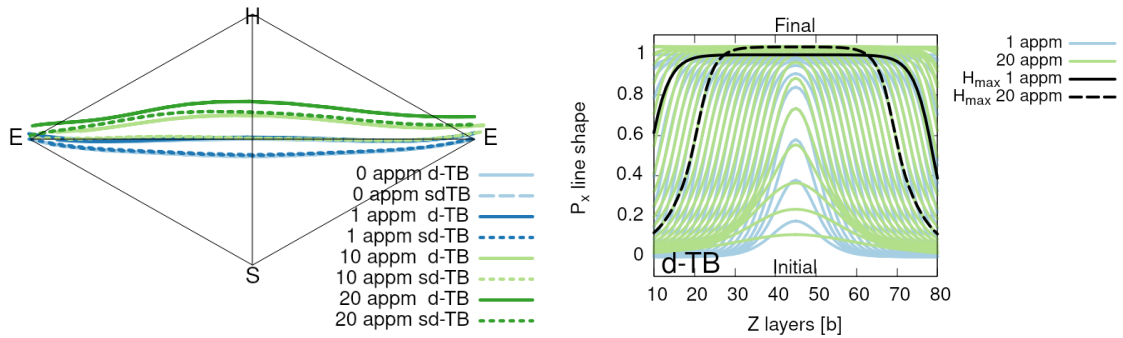 H
E
E
S
0 appm d-TB
0 appm sdTB
1 appm d-TB
1 appm sd-TB
10 appm d-TB
10 appm sd-TB
20 appm d-TB
20 appm sd-TB
Final
1
0.8
0.6
0.4
0.2
0
Pₓ line shape
d-TB
Initial
10 20 30 40 50 60 70 80
Z layers [b]
1 appm
20 appm
Hmax 1 appm
Hmax 20 appm